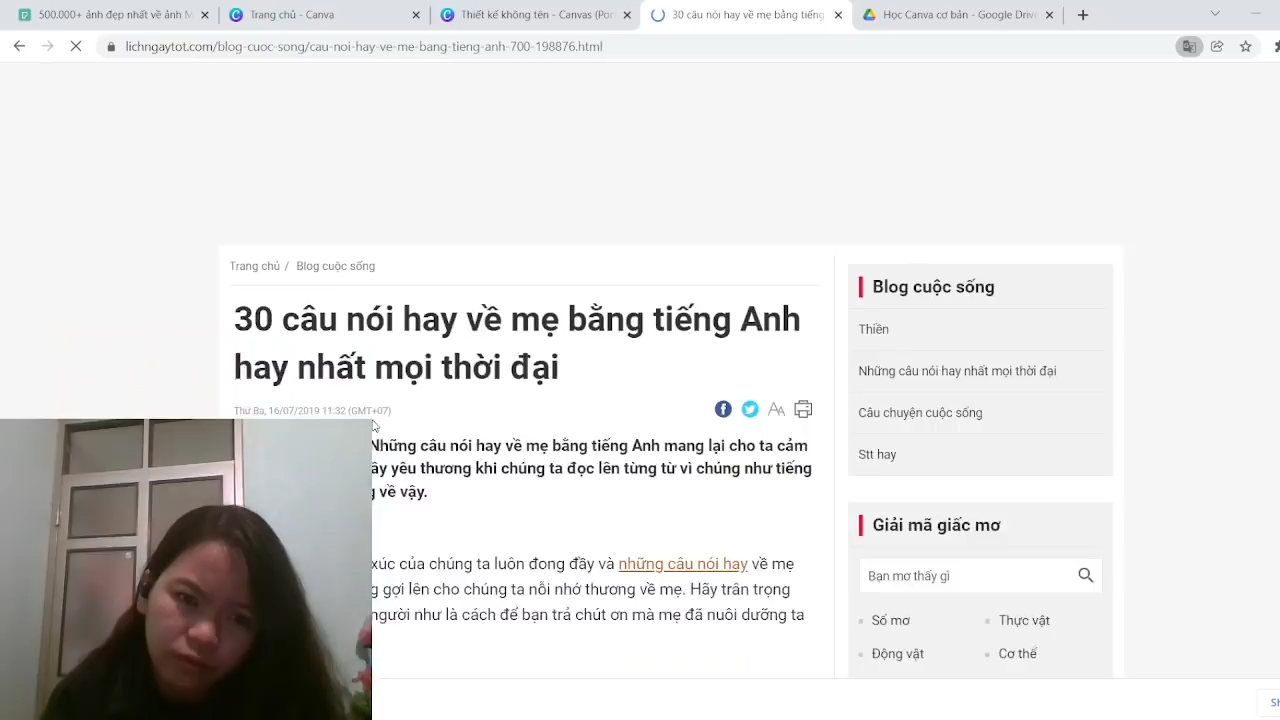 500.000+ ảnh đẹp nhất về ảnh M
Trang chủ - Canva
Thiết kế không tên - Canvas (Por
30 câu nói hay về mẹ bằng tiếng
Học Canva cơ bản - Google Drive
lichngaytot.com/blog-cuoc-song/cau-noi-hay-ve-me-bang-tieng-anh-700-198876.html
Trang chủ / Blog cuộc sống
30 câu nói hay về mẹ bằng tiếng Anh
hay nhất mọi thời đại
Thứ Ba, 16/07/2019 11:32 (GMT+07)
AA
Những câu nói hay về mẹ bằng tiếng Anh mang lại cho ta cảm
ây yêu thương khi chúng ta đọc lên từng từ vì chúng như tiếng
g về vậy.
xúc của chúng ta luôn đong đầy và những câu nói hay về mẹ
g gợi lên cho chúng ta nỗi nhớ thương về mẹ. Hãy trân trọng
người như là cách để bạn trả chút ơn mà mẹ đã nuôi dưỡng ta
Blog cuộc sống
Thiền
Những câu nói hay nhất mọi thời đại
Câu chuyện cuộc sống
Stt hay
Giải mã giấc mơ
Bạn mơ thấy gì
Số mơ
Thực vật
Động vật
Cơ thể